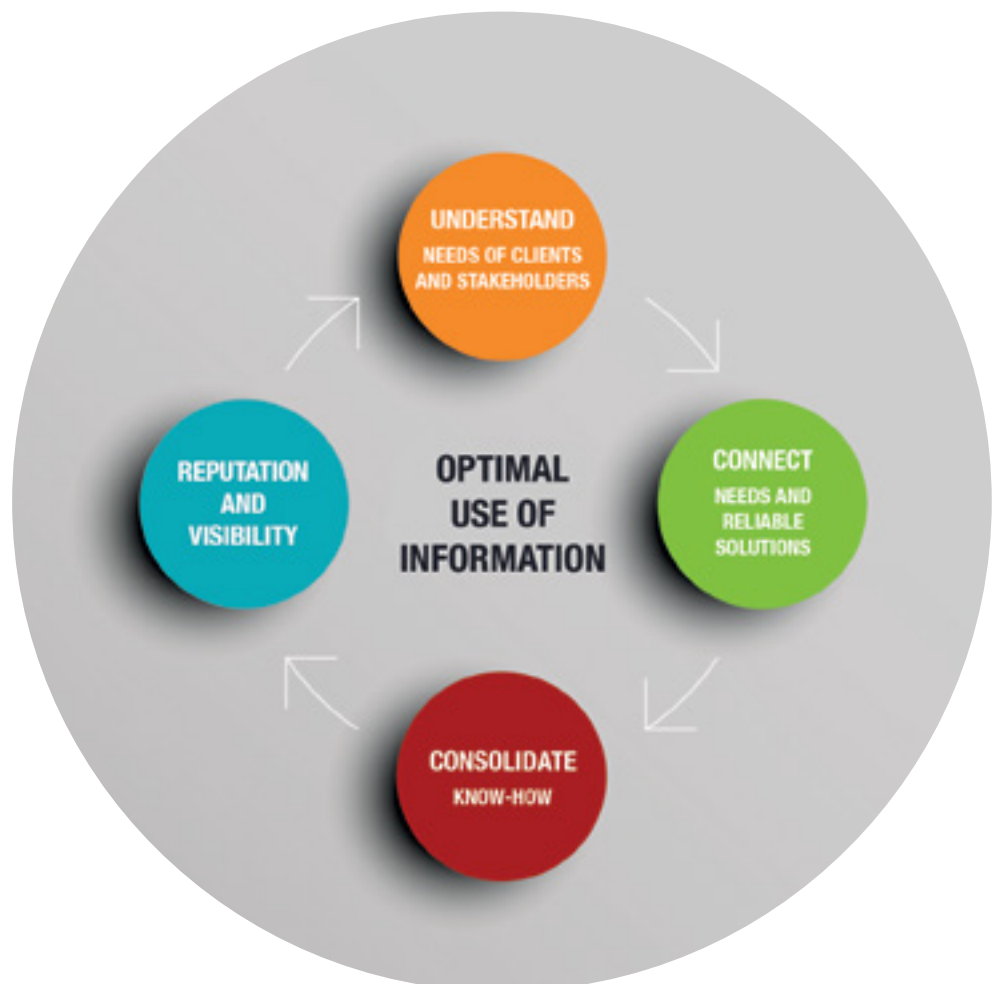 UNDERSTAND
NEEDS OF CLIENTS
AND STAKEHOLDERS
CONNECT
NEEDS AND
RELIABLE
SOLUTIONS
CONSOLIDATE
KNOW-HOW
REPUTATION
AND
VISIBILITY
OPTIMAL
USE OF
INFORMATION